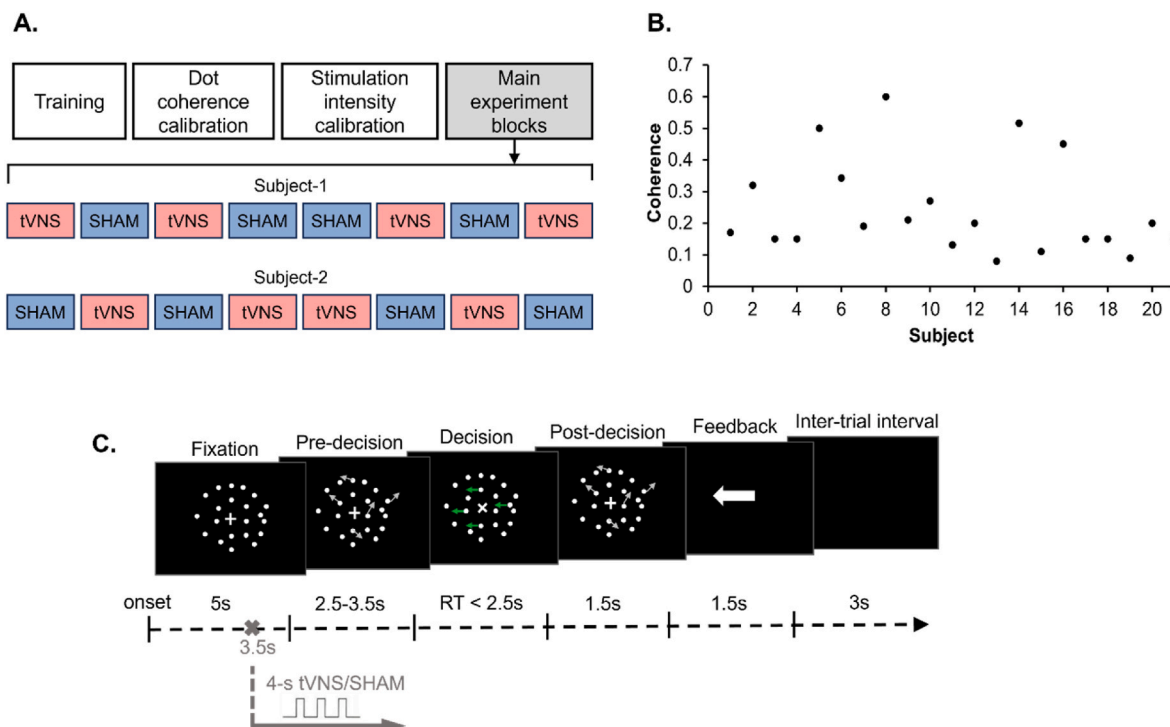 A.
Training
Dot
coherence
calibration
Stimulation
intensity
calibration
Main
experiment
blocks
Subject-1
tVNS SHAM tVNS SHAM SHAM tVNS SHAM tVNS
Subject-2
SHAM tVNS SHAM tVNS tVNS SHAM tVNS SHAM
B.
0.7
0.6
0.5
0.4
0.3
0.2
0.1
0
Coherence
0 2 4 6 8 10 12 14 16 18 20
Subject
C.
Fixation Pre-decision Decision Post-decision Feedback Inter-trial interval
onset 5s 2.5-3.5s RT < 2.5s 1.5s 1.5s 3s
3.5s
4-s tVNS/SHAM